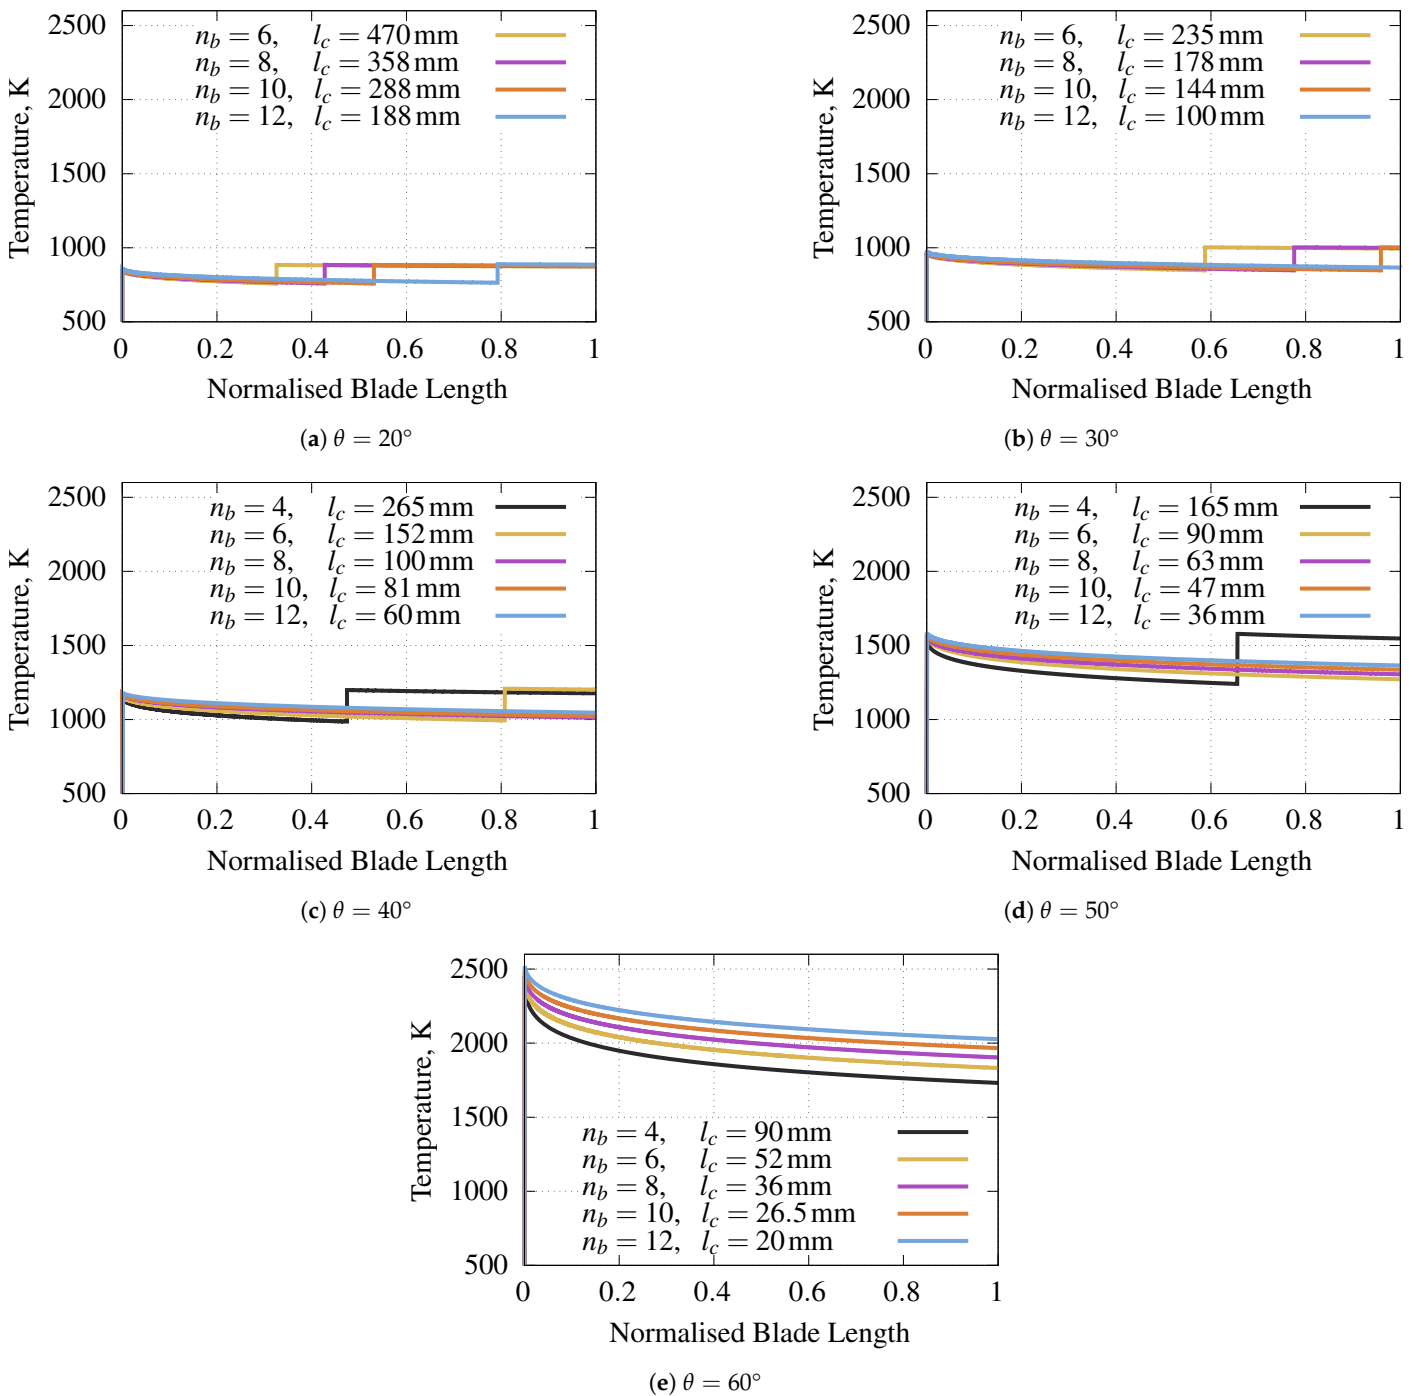 2500
2000
1500
1000
500
Temperature, K
n_b = 6, l_c = 470 mm
n_b = 8, l_c = 358 mm
n_b = 10, l_c = 288 mm
n_b = 12, l_c = 188 mm
0 0.2 0.4 0.6 0.8 1
Normalised Blade Length
(a) θ = 20°
2500
2000
1500
1000
500
Temperature, K
n_b = 6, l_c = 235 mm
n_b = 8, l_c = 178 mm
n_b = 10, l_c = 144 mm
n_b = 12, l_c = 100 mm
0 0.2 0.4 0.6 0.8 1
Normalised Blade Length
(b) θ = 30°
2500
2000
1500
1000
500
Temperature, K
n_b = 4, l_c = 265 mm
n_b = 6, l_c = 152 mm
n_b = 8, l_c = 100 mm
n_b = 10, l_c = 81 mm
n_b = 12, l_c = 60 mm
0 0.2 0.4 0.6 0.8 1
Normalised Blade Length
(c) θ = 40°
2500
2000
1500
1000
500
Temperature, K
n_b = 4, l_c = 165 mm
n_b = 6, l_c = 90 mm
n_b = 8, l_c = 63 mm
n_b = 10, l_c = 47 mm
n_b = 12, l_c = 36 mm
0 0.2 0.4 0.6 0.8 1
Normalised Blade Length
(d) θ = 50°
2500
2000
1500
1000
500
Temperature, K
n_b = 4, l_c = 90 mm
n_b = 6, l_c = 52 mm
n_b = 8, l_c = 36 mm
n_b = 10, l_c = 26.5 mm
n_b = 12, l_c = 20 mm
0 0.2 0.4 0.6 0.8 1
Normalised Blade Length
(e) θ = 60°